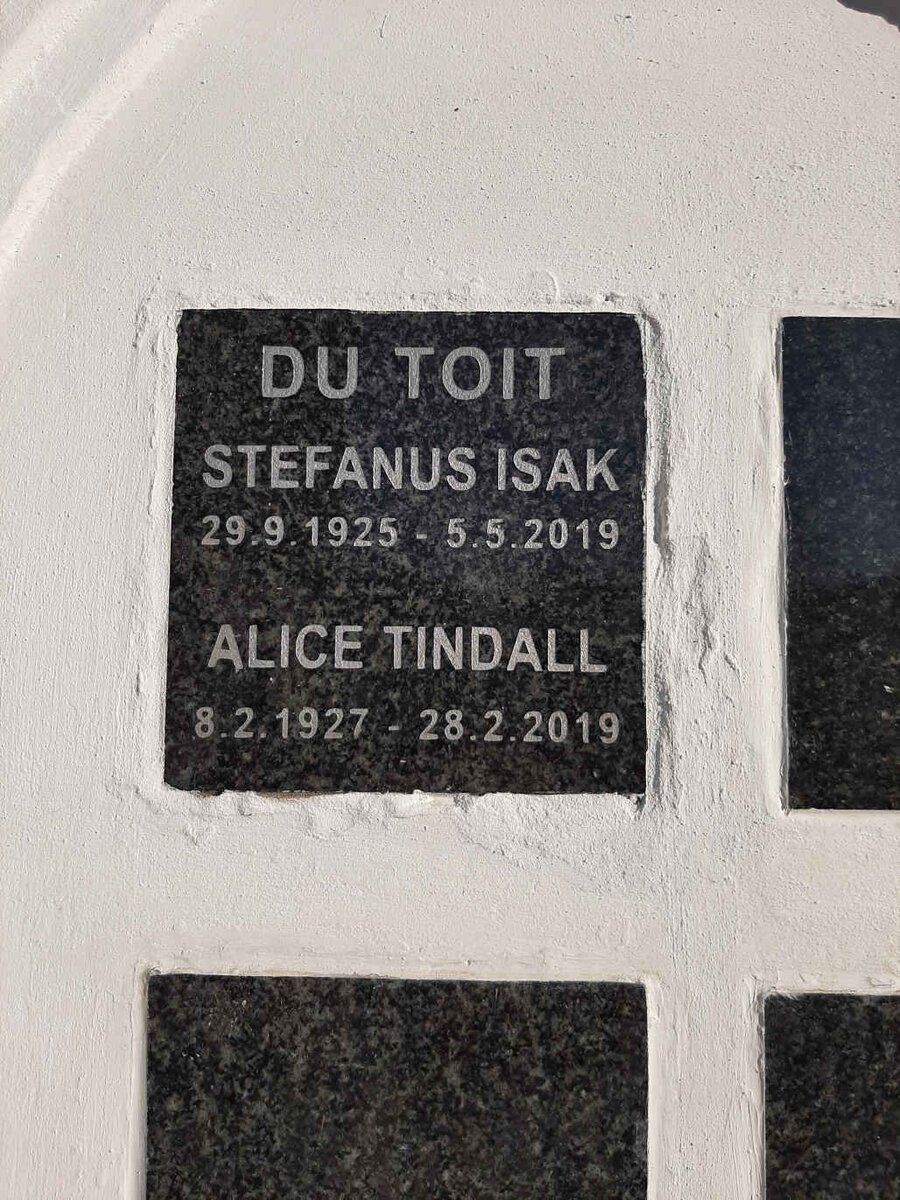 DU TOIT
STEFANUS ISAK
29.9.1925 - 5.5.2019
ALICE TINDALL
8.2.1927 - 28.2.2019